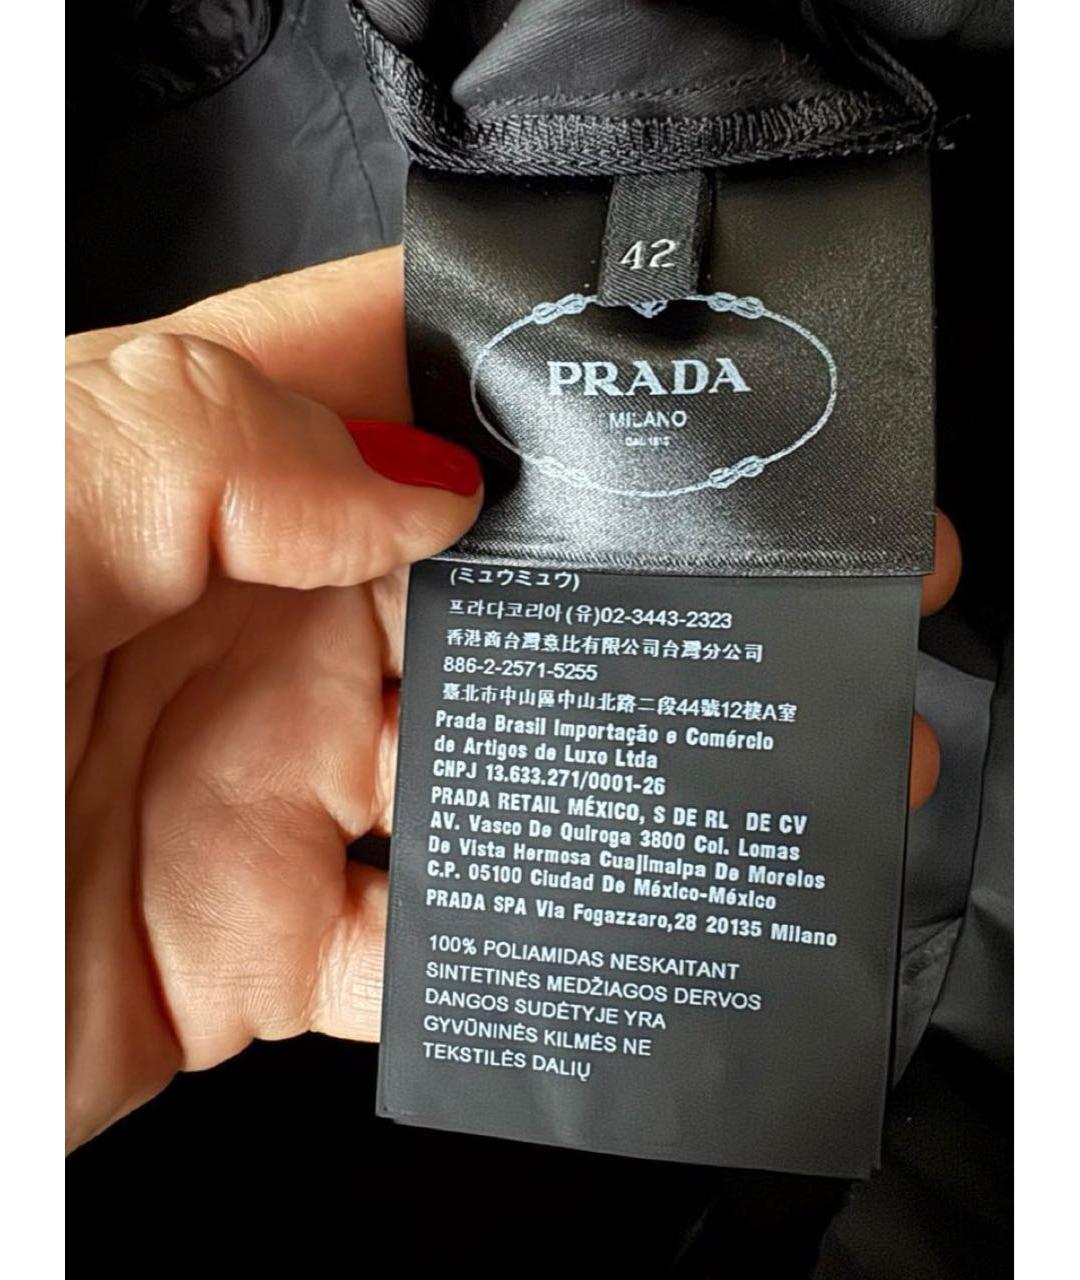 42
PRADA
MILANO
DAL 1913
(ミュウミュウ)
프라다코리아(유)02-3443-2323
香港商台灣意比有限公司台灣分公司
886-2-2571-5255
臺北市中山區中山北路二段44號12樓A室
Prada Brasil Importação e Comércio
de Artigos de Luxo Ltda
CNPJ 13.633.271/0001-26
PRADA RETAIL MÉXICO, S DE RL DE CV
AV. Vasco De Quiroga 3800 Col. Lomas
De Vista Hermosa Cuajimalpa De Morelos
C.P. 05100 Ciudad De México-México
PRADA SPA Via Fogazzaro,28 20135 Milano
100% POLIAMIDAS NESKAITANT
SINTETINĖS MEDŽIAGOS DERVOS
DANGOS SUDĖTYJE YRA
GYVŪNINĖS KILMĖS NE
TEKSTILĖS DALIŲ